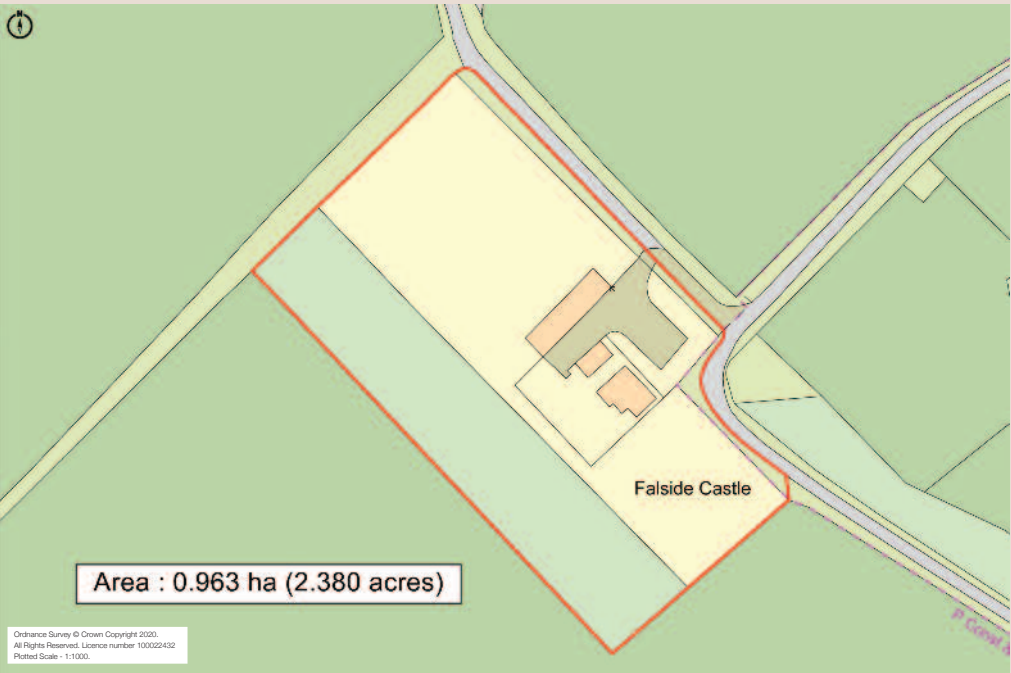 N
Falside Castle
Area : 0.963 ha (2.380 acres)
Ordnance Survey © Crown Copyright 2020.
All Rights Reserved. Licence number 100022432
Plotted Scale - 1:1000.
P Const &